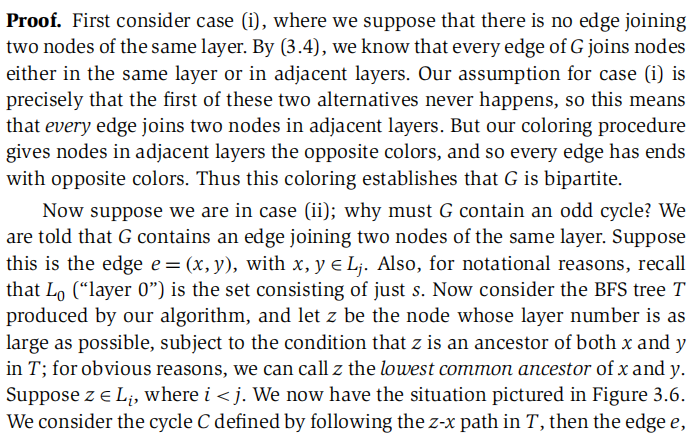 Proof. First consider case (i), where we suppose that there is no edge joining
two nodes of the same layer. By (3.4), we know that every edge of G joins nodes
either in the same layer or in adjacent layers. Our assumption for case (i) is
precisely that the first of these two alternatives never happens, so this means
that every edge joins two nodes in adjacent layers. But our coloring procedure
gives nodes in adjacent layers the opposite colors, and so every edge has ends
with opposite colors. Thus this coloring establishes that G is bipartite.
Now suppose we are in case (ii); why must G contain an odd cycle? We
are told that G contains an edge joining two nodes of the same layer. Suppose
this is the edge e = (x, y), with x, y ∈ Lⱼ. Also, for notational reasons, recall
that L₀ (“layer 0”) is the set consisting of just s. Now consider the BFS tree T
produced by our algorithm, and let z be the node whose layer number is as
large as possible, subject to the condition that z is an ancestor of both x and y
in T; for obvious reasons, we can call z the lowest common ancestor of x and y.
Suppose z ∈ Lᵢ, where i < j. We now have the situation pictured in Figure 3.6.
We consider the cycle C defined by following the z-x path in T, then the edge e,